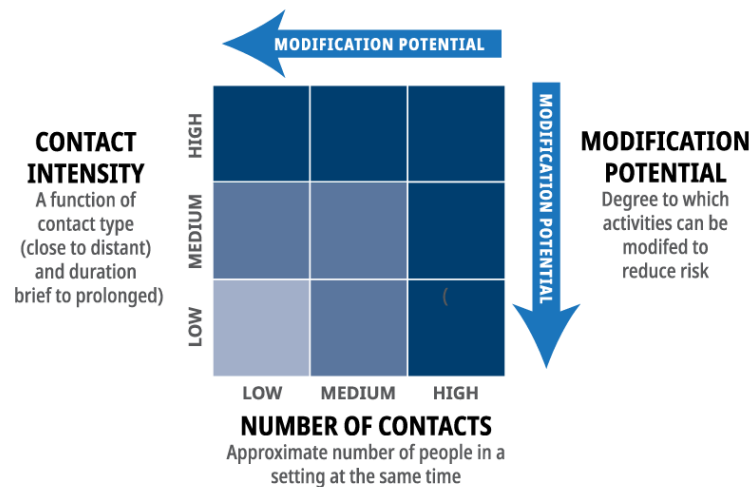 MODIFICATION POTENTIAL
CONTACT
INTENSITY
A function of
contact type
(close to distant)
and duration
brief to prolonged)
HIGH
MEDIUM
LOW
(
MODIFICATION POTENTIAL
MODIFICATION
POTENTIAL
Degree to which
activities can be
modifed to
reduce risk
LOW MEDIUM HIGH
NUMBER OF CONTACTS
Approximate number of people in a
setting at the same time